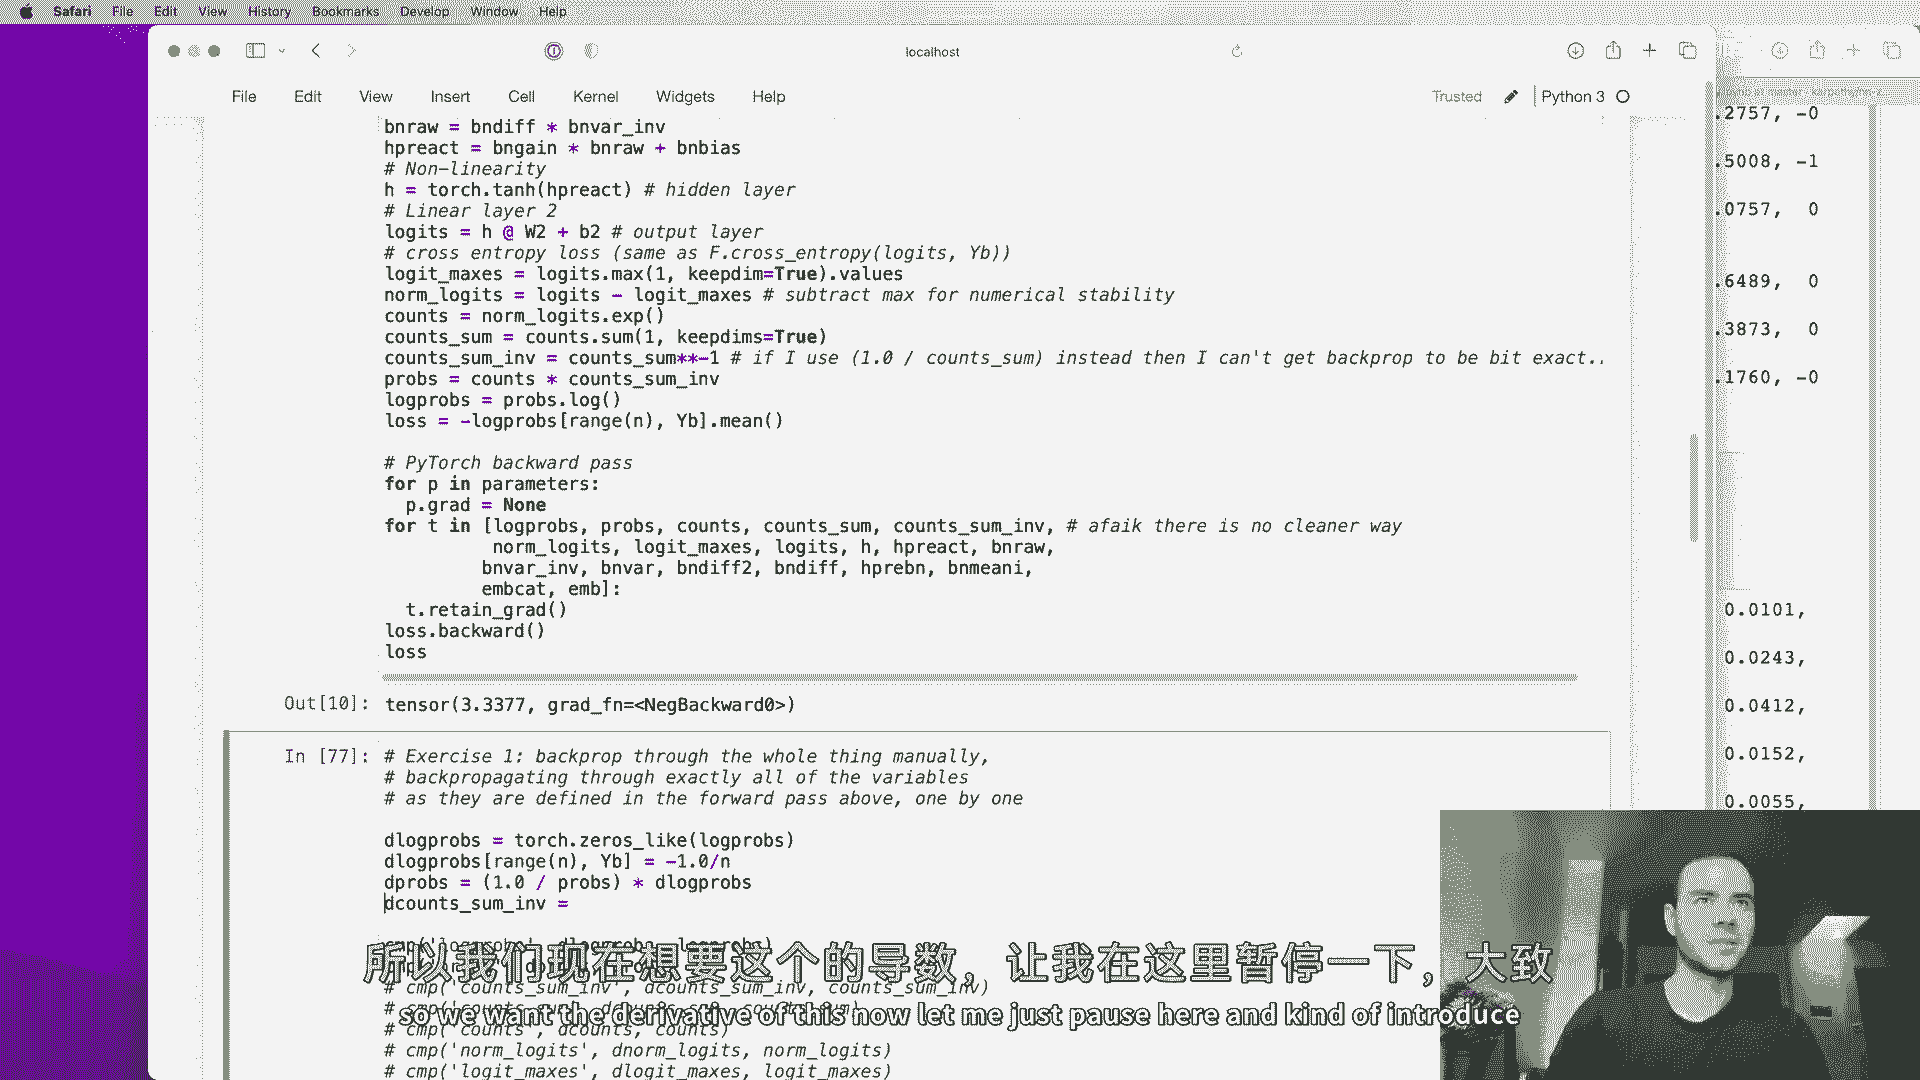 Safari File Edit View History Bookmarks Develop Window Help
localhost
File Edit View Insert Cell Kernel Widgets Help Trusted Python 3
bnraw = bndiff * bnvar_inv
hpreact = bngain * bnraw + bnbias
# Non-linearity
h = torch.tanh(hpreact) # hidden layer
# Linear layer 2
logits = h @ W2 + b2 # output layer
# cross entropy loss (same as F.cross_entropy(logits, Yb))
logit_maxes = logits.max(1, keepdim=True).values
norm_logits = logits - logit_maxes # subtract max for numerical stability
counts = norm_logits.exp()
counts_sum = counts.sum(1, keepdims=True)
counts_sum_inv = counts_sum**-1 # if I use (1.0 / counts_sum) instead then I can't get backprop to be bit exact..
probs = counts * counts_sum_inv
logprobs = probs.log()
loss = -logprobs[range(n), Yb].mean()
# PyTorch backward pass
for p in parameters:
p.grad = None
for t in [logprobs, probs, counts, counts_sum, counts_sum_inv, # afaik there is no cleaner way
norm_logits, logit_maxes, logits, h, hpreact, bnraw,
bnvar_inv, bnvar, bndiff2, bndiff, hprebn, bnmeani,
embcat, emb]:
t.retain_grad()
loss.backward()
loss
Out[10]: tensor(3.3377, grad_fn=<NegBackward0>)
In [77]: # Exercise 1: backprop through the whole thing manually,
# backpropagating through exactly all of the variables
# as they are defined in the forward pass above, one by one
dlogprobs = torch.zeros_like(logprobs)
dlogprobs[range(n), Yb] = -1.0/n
dprobs = (1.0 / probs) * dlogprobs
dcounts_sum_inv =
所以我们现在想要这个的导数，让我在这里暂停一下，大致
# cmp('counts_sum_inv', dcounts_sum_inv, counts_sum_inv)
so we want the derivative of this now let me just pause here and kind of introduce
# cmp('counts', dcounts, counts)
# cmp('norm_logits', dnorm_logits, norm_logits)
# cmp('logit_maxes', dlogit_maxes, logit_maxes)
.2757, -0
.5008, -1
.0757, 0
.6489, 0
.3873, 0
.1760, -0
0.0101,
0.0243,
0.0412,
0.0152,
0.0055,